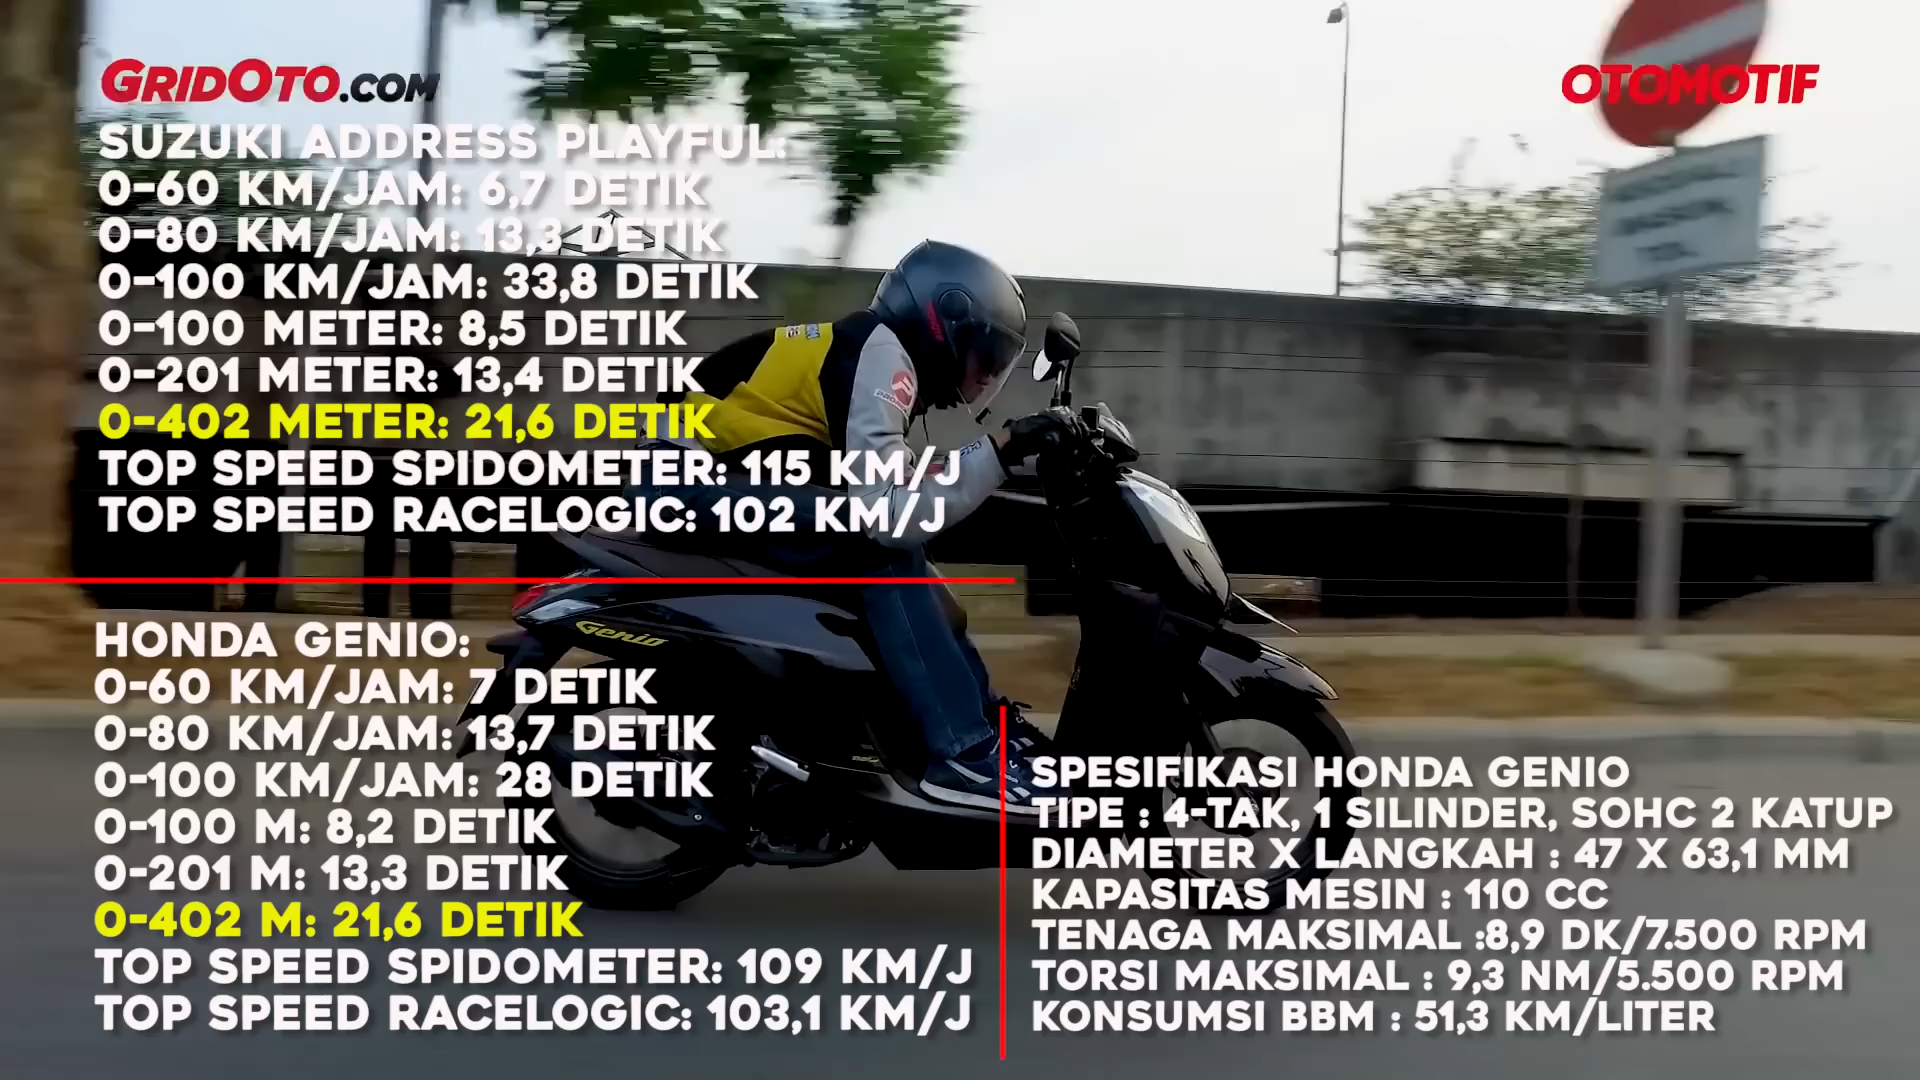 GRIDOTO.COM
OTOMOTIF
SUZUKI ADDRESS PLAYFUL:
0-60 KM/JAM: 6,7 DETIK
0-80 KM/JAM: 13,3 DETIK
0-100 KM/JAM: 33,8 DETIK
0-100 METER: 8,5 DETIK
0-201 METER: 13,4 DETIK
0-402 METER: 21,6 DETIK
TOP SPEED SPIDOMETER: 115 KM/J
TOP SPEED RACELOGIC: 102 KM/J
Genio
HONDA GENIO:
0-60 KM/JAM: 7 DETIK
0-80 KM/JAM: 13,7 DETIK
0-100 KM/JAM: 28 DETIK
0-100 M: 8,2 DETIK
0-201 M: 13,3 DETIK
0-402 M: 21,6 DETIK
TOP SPEED SPIDOMETER: 109 KM/J
TOP SPEED RACELOGIC: 103,1 KM/J
SPESIFIKASI HONDA GENIO
TIPE : 4-TAK, 1 SILINDER, SOHC 2 KATUP
DIAMETER X LANGKAH : 47 X 63,1 MM
KAPASITAS MESIN : 110 CC
TENAGA MAKSIMAL :8,9 DK/7.500 RPM
TORSI MAKSIMAL : 9,3 NM/5.500 RPM
KONSUMSI BBM : 51,3 KM/LITER